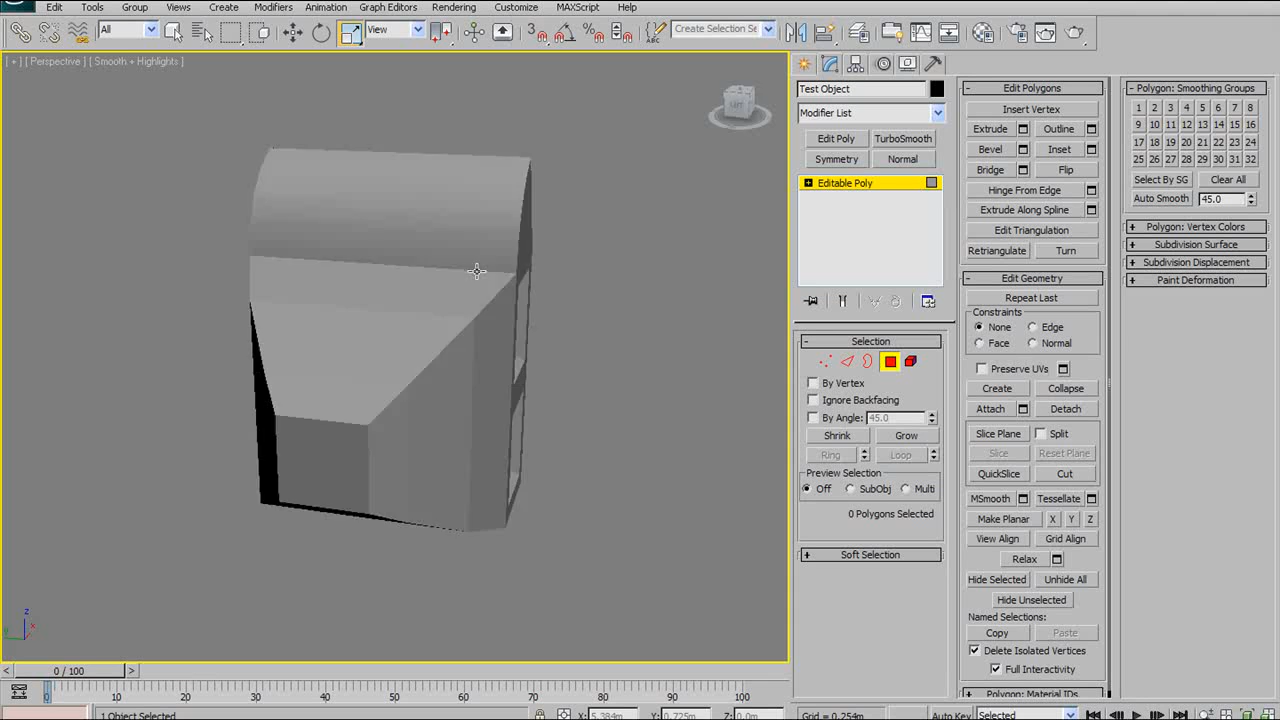 Edit Tools Group Views Create Modifiers Animation Graph Editors Rendering Customize MAXScript Help
All View 3 Create Selection Se
[ + ] [ Perspective ] [ Smooth + Highlights ]
Test Object
Modifier List
Edit Poly TurboSmooth
Symmetry Normal
Editable Poly
- Selection
By Vertex
Ignore Backfacing
By Angle: 45.0
Shrink Grow
Ring Loop
Preview Selection
Off SubObj Multi
0 Polygons Selected
+ Soft Selection
- Edit Polygons
Insert Vertex
Extrude Outline
Bevel Inset
Bridge Flip
Hinge From Edge
Extrude Along Spline
Edit Triangulation
Retriangulate Turn
- Edit Geometry
Repeat Last
Constraints
None Edge
Face Normal
Preserve UVs
Create Collapse
Attach Detach
Slice Plane Split
Slice Reset Plane
QuickSlice Cut
MSmooth Tessellate
Make Planar X Y Z
View Align Grid Align
Relax
Hide Selected Unhide All
Hide Unselected
Named Selections:
Copy Paste
Delete Isolated Vertices
Full Interactivity
+ Polygon: Material IDs
- Polygon: Smoothing Groups
1 2 3 4 5 6 7 8
9 10 11 12 13 14 15 16
17 18 19 20 21 22 23 24
25 26 27 28 29 30 31 32
Select By SG Clear All
Auto Smooth 45.0
+ Polygon: Vertex Colors
+ Subdivision Surface
+ Subdivision Displacement
+ Paint Deformation
z
x
y
< 0 / 100 >
0 10 20 30 40 50 60 70 80 90 100
1 Object Selected X: 5.384m Y: 0.725m Z: 0.0m Grid = 0.254m Auto Key Selected